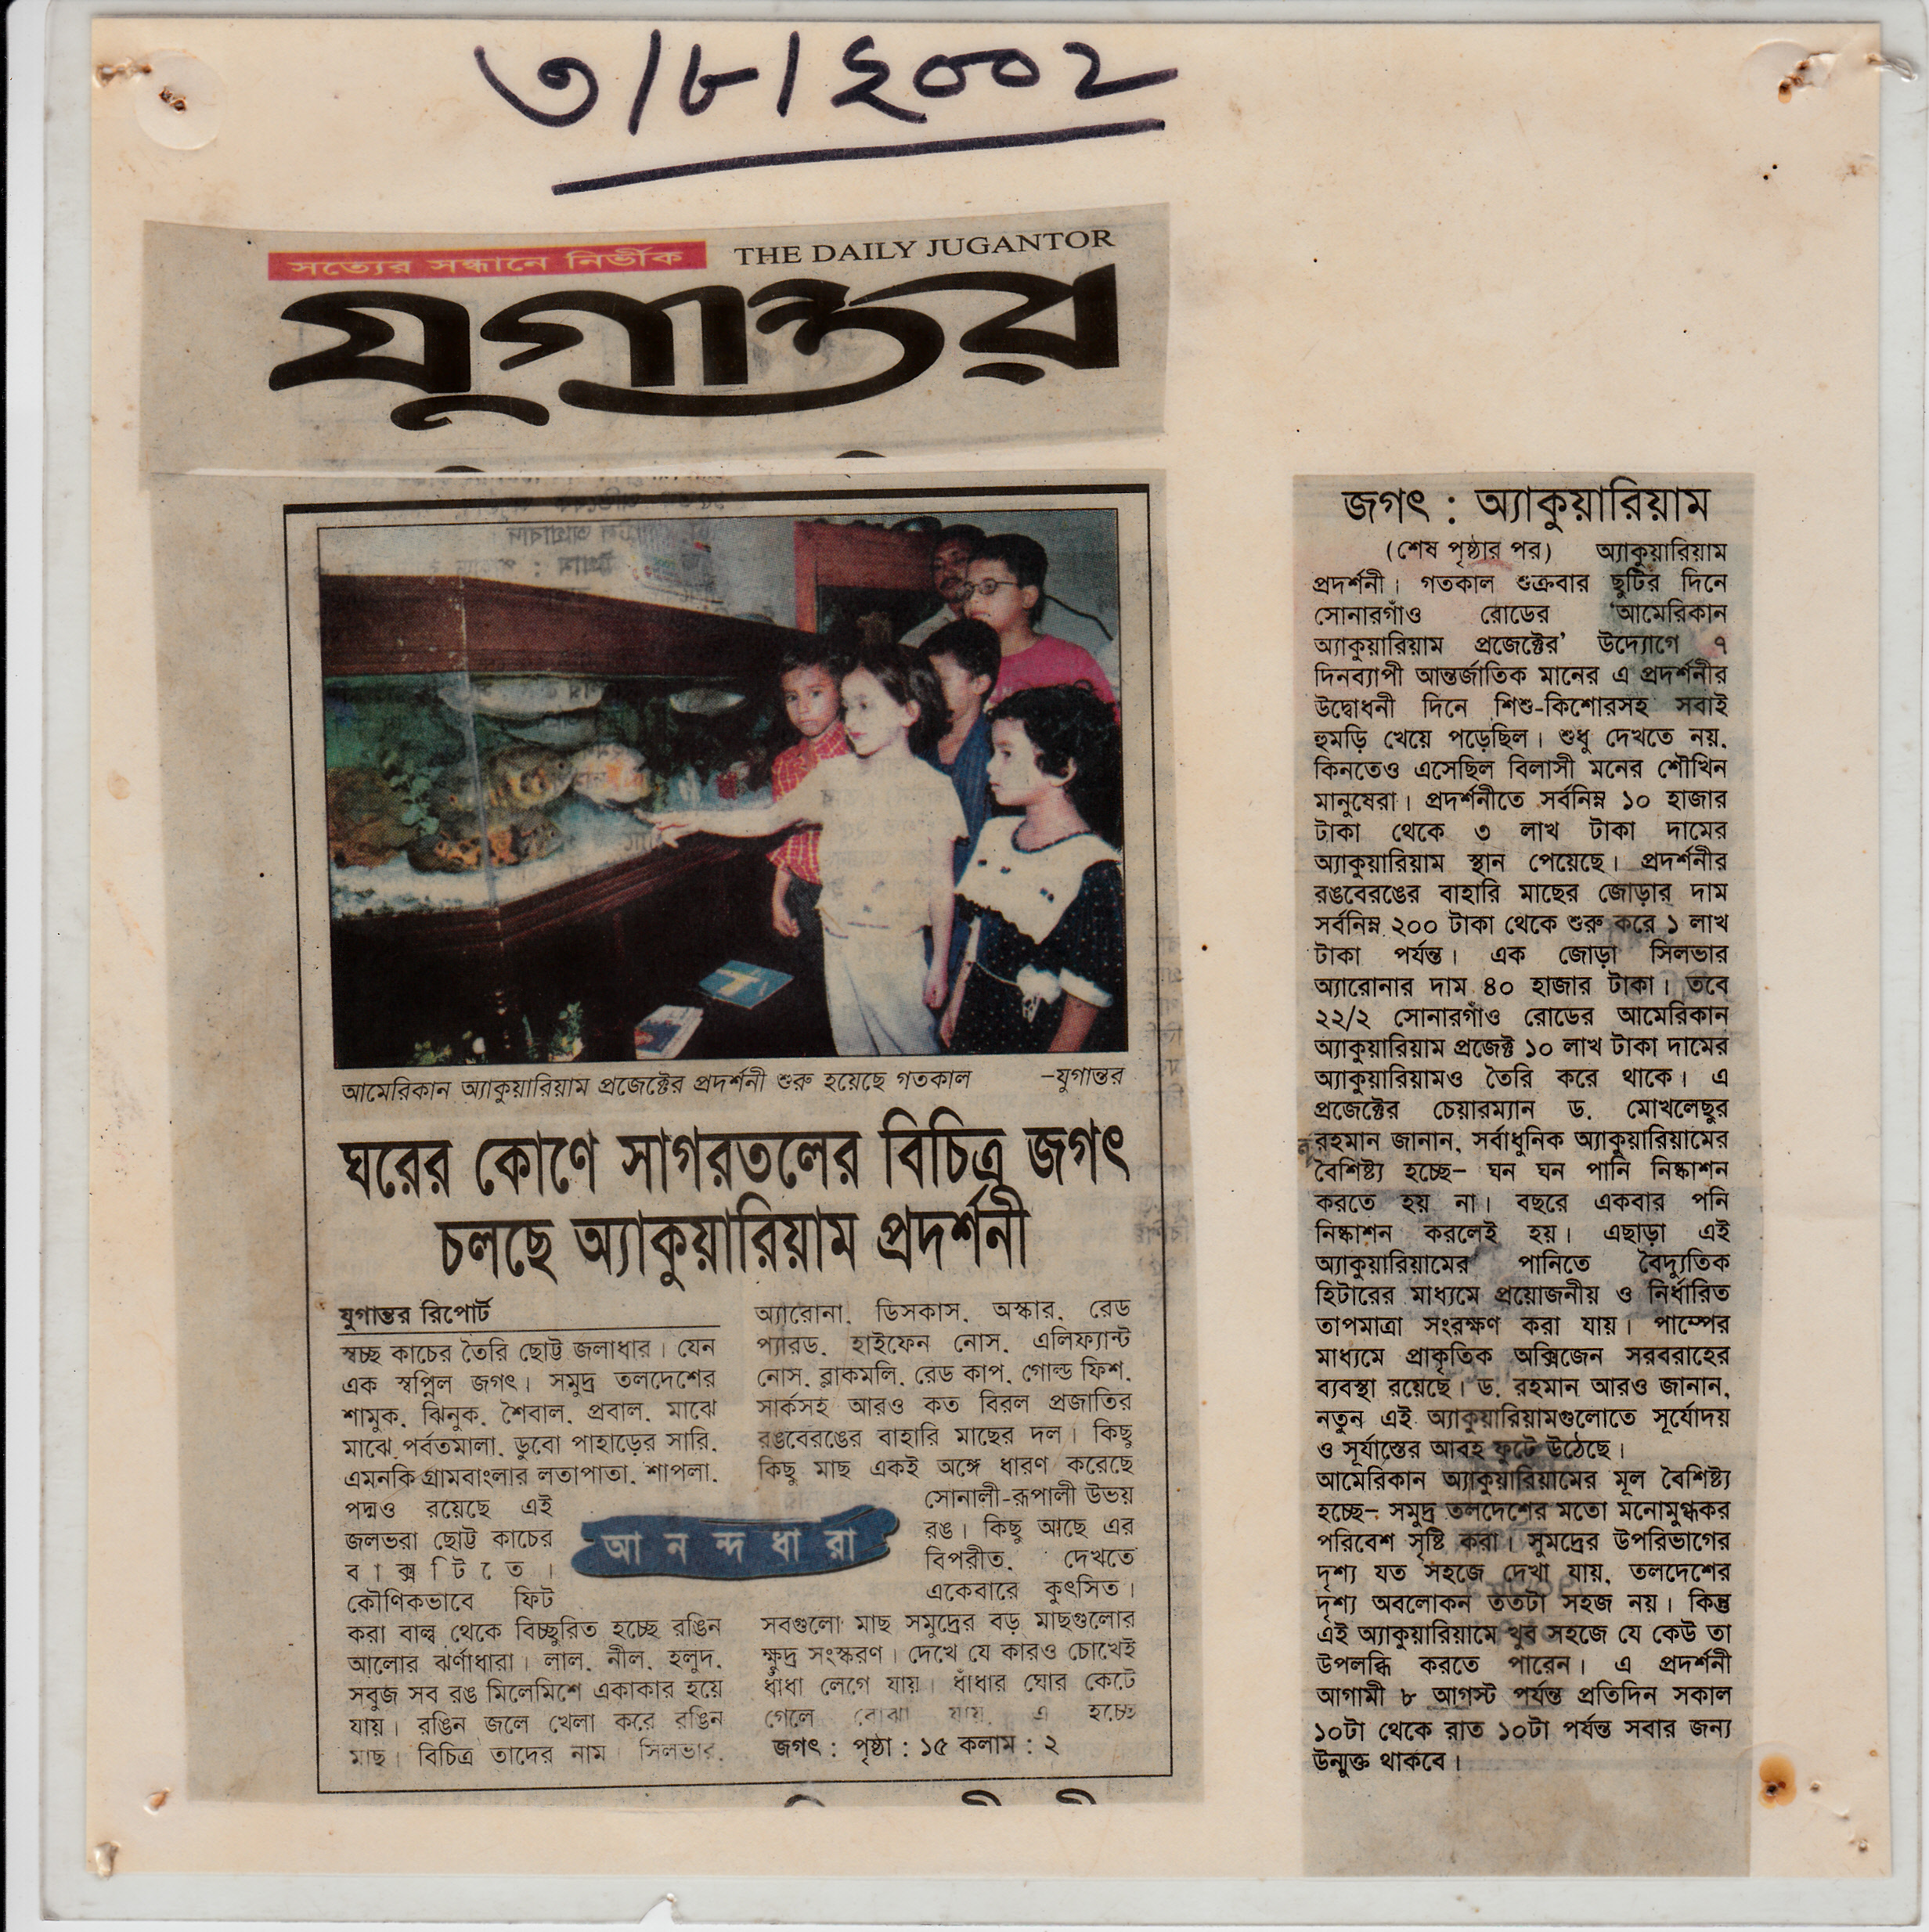 ৩/৮/২০০২
সত্যের সন্ধানে নির্ভীক
THE DAILY JUGANTOR
যুগান্তর
আমেরিকান অ্যাকুয়ারিয়াম প্রজেক্টের প্রদর্শনী শুরু হয়েছে গতকাল –যুগান্তর
ঘরের কোণে সাগরতলের বিচিত্র জগৎ
চলছে অ্যাকুয়ারিয়াম প্রদর্শনী
যুগান্তর রিপোর্ট
স্বচ্ছ কাচের তৈরি ছোট্ট জলাধার। যেন
এক স্বপ্নিল জগৎ। সমুদ্র তলদেশের
শামুক, ঝিনুক, শৈবাল, প্রবাল, মাঝে
মাঝে পর্বতমালা, ডুবো পাহাড়ের সারি,
এমনকি গ্রামবাংলার লতাপাতা, শাপলা,
পদ্মও রয়েছে এই
জলভরা ছোট্ট কাচের
বাক্সটিতে।
কৌণিকভাবে ফিট
করা বাল্ব থেকে বিচ্ছুরিত হচ্ছে রঙিন
আলোর ঝর্ণাধারা। লাল, নীল, হলুদ,
সবুজ সব রঙ মিলেমিশে একাকার হয়ে
যায়। রঙিন জলে খেলা করে রঙিন
মাছ। বিচিত্র তাদের নাম। সিলভার,
আনন্দধারা
অ্যারোনা, ডিসকাস, অস্কার, রেড
প্যারড, হাইফেন নোস, এলিফ্যান্ট
নোস, ব্লাকমলি, রেড কাপ, গোল্ড ফিশ,
সার্কসহ আরও কত বিরল প্রজাতির
রঙবেরঙের বাহারি মাছের দল। কিছু
কিছু মাছ একই অঙ্গে ধারণ করেছে
সোনালী-রূপালী উভয়
রঙ। কিছু আছে এর
বিপরীত, দেখতে
একেবারে কুৎসিত।
সবগুলো মাছ সমুদ্রের বড় মাছগুলোর
ক্ষুদ্র সংস্করণ। দেখে যে কারও চোখেই
ধাঁধা লেগে যায়। ধাঁধার ঘোর কেটে
গেলে বোঝা যায়, এ হচ্ছে
জগৎ : পৃষ্ঠা : ১৫ কলাম : ২
জগৎ : অ্যাকুয়ারিয়াম
(শেষ পৃষ্ঠার পর) অ্যাকুয়ারিয়াম
প্রদর্শনী। গতকাল শুক্রবার ছুটির দিনে
সোনারগাঁও রোডের ‘আমেরিকান
অ্যাকুয়ারিয়াম প্রজেক্টের’ উদ্যোগে ৭
দিনব্যাপী আন্তর্জাতিক মানের এ প্রদর্শনীর
উদ্বোধনী দিনে শিশু-কিশোরসহ সবাই
হুমড়ি খেয়ে পড়েছিল। শুধু দেখতে নয়,
কিনতেও এসেছিল বিলাসী মনের শৌখিন
মানুষেরা। প্রদর্শনীতে সর্বনিম্ন ১০ হাজার
টাকা থেকে ৩ লাখ টাকা দামের
অ্যাকুয়ারিয়াম স্থান পেয়েছে। প্রদর্শনীর
রঙবেরঙের বাহারি মাছের জোড়ার দাম
সর্বনিম্ন ২০০ টাকা থেকে শুরু করে ১ লাখ
টাকা পর্যন্ত। এক জোড়া সিলভার
অ্যারোনার দাম ৪০ হাজার টাকা। তবে
২২/২ সোনারগাঁও রোডের আমেরিকান
অ্যাকুয়ারিয়াম প্রজেক্ট ১০ লাখ টাকা দামের
অ্যাকুয়ারিয়ামও তৈরি করে থাকে। এ
প্রজেক্টের চেয়ারম্যান ড. মোখলেছুর
রহমান জানান, সর্বাধুনিক অ্যাকুয়ারিয়ামের
বৈশিষ্ট্য হচ্ছে– ঘন ঘন পানি নিষ্কাশন
করতে হয় না। বছরে একবার পনি
নিষ্কাশন করলেই হয়। এছাড়া এই
অ্যাকুয়ারিয়ামের পানিতে বৈদ্যুতিক
হিটারের মাধ্যমে প্রয়োজনীয় ও নির্ধারিত
তাপমাত্রা সংরক্ষণ করা যায়। পাম্পের
মাধ্যমে প্রাকৃতিক অক্সিজেন সরবরাহের
ব্যবস্থা রয়েছে। ড. রহমান আরও জানান,
নতুন এই অ্যাকুয়ারিয়ামগুলোতে সূর্যোদয়
ও সূর্যাস্তের আবহ ফুটে উঠেছে।
আমেরিকান অ্যাকুয়ারিয়ামের মূল বৈশিষ্ট্য
হচ্ছে– সমুদ্র তলদেশের মতো মনোমুগ্ধকর
পরিবেশ সৃষ্টি করা। সুমদ্রের উপরিভাগের
দৃশ্য যত সহজে দেখা যায়, তলদেশের
দৃশ্য অবলোকন ততটা সহজ নয়। কিন্তু
এই অ্যাকুয়ারিয়ামে খুব সহজে যে কেউ তা
উপলব্ধি করতে পারেন। এ প্রদর্শনী
আগামী ৮ আগস্ট পর্যন্ত প্রতিদিন সকাল
১০টা থেকে রাত ১০টা পর্যন্ত সবার জন্য
উন্মুক্ত থাকবে।